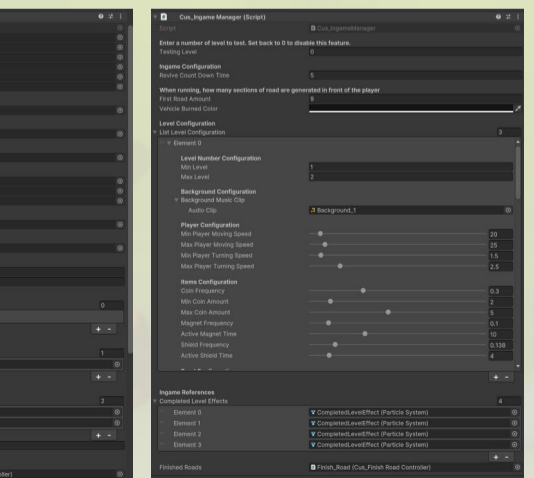 0
1
2
oller)
Cus_Ingame Manager (Script)
Script Cus_IngameManager
Enter a number of level to test. Set back to 0 to disable this feature.
Testing Level 0
Ingame Configuration
Revive Count Down Time 5
When running, how many sections of road are generated in front of the player
First Road Amount 8
Vehicle Burned Color
Level Configuration
List Level Configuration 3
Element 0
Level Number Configuration
Min Level 1
Max Level 2
Background Configuration
Background Music Clip
Audio Clip Background_1
Player Configuration
Min Player Moving Speed 20
Max Player Moving Speed 25
Min Player Turning Speed 1.5
Max Player Turning Speed 2.5
Items Configuration
Coin Frequency 0.3
Min Coin Amount 2
Max Coin Amount 5
Magnet Frequency 0.1
Active Magnet Time 10
Shield Frequency 0.138
Active Shield Time 4
Ingame References
Completed Level Effects 4
Element 0 CompletedLevelEffect (Particle System)
Element 1 CompletedLevelEffect (Particle System)
Element 2 CompletedLevelEffect (Particle System)
Element 3 CompletedLevelEffect (Particle System)
Finished Roads Finish_Road (Cus_Finish Road Controller)